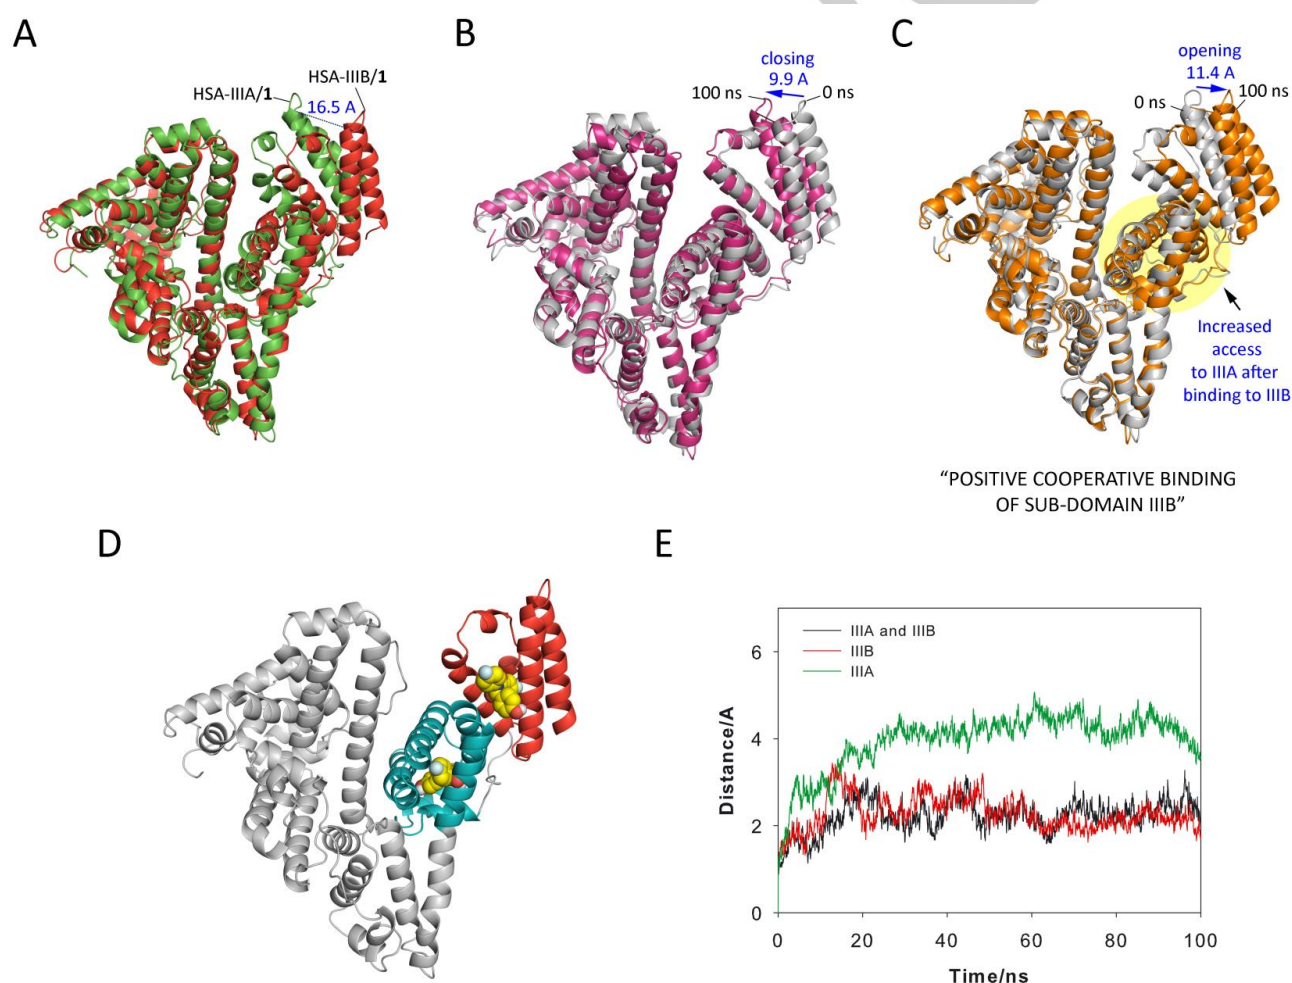 A
B
C
HSA-IIIA/1
HSA-IIIB/1
16.5 A
closing
9.9 A
100 ns
0 ns
opening
11.4 A
0 ns
100 ns
Increased
access
to IIIA after
binding to IIIB
“POSITIVE COOPERATIVE BINDING
OF SUB-DOMAIN IIIB”
D
E
IIIA and IIIB
IIIB
IIIA
Distance/A
6
4
2
0
0 20 40 60 80 100
Time/ns